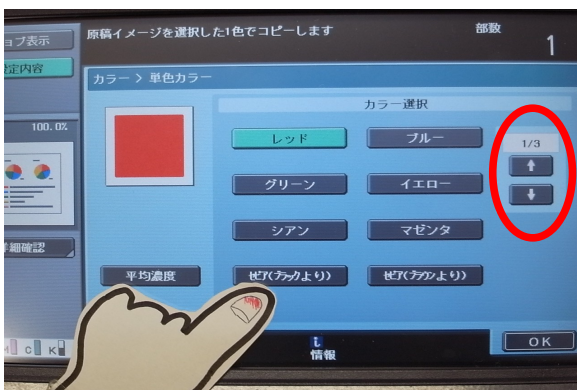 原稿イメージを選択した1色でコピーします
部数
1
ョブ表示
定内容
カラー > 単色カラー
カラー選択
100.0%
レッド
ブルー
1/3
グリーン
イエロー
シアン
マゼンタ
詳細確認
平均濃度
ｾﾋﾟｱ(ﾌﾞﾗｯｸより)
ｾﾋﾟｱ(ﾌﾞﾗｳﾝより)
C
K
i
情報
OK